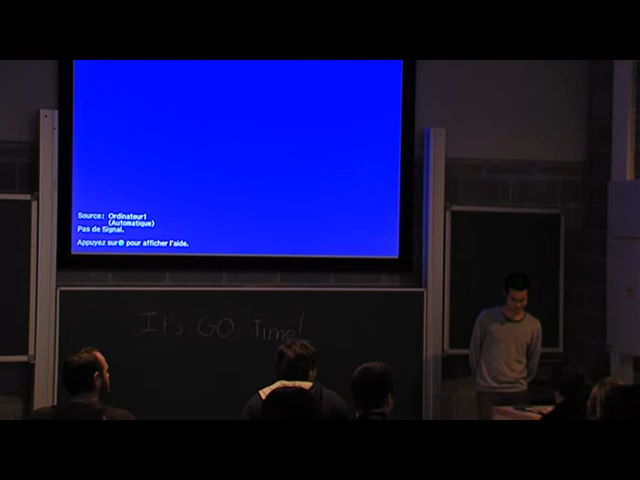 Source: Ordinateur1
(Automatique)
Pas de Signal.
Appuyez sur ? pour afficher l'aide.
It's GO Time!